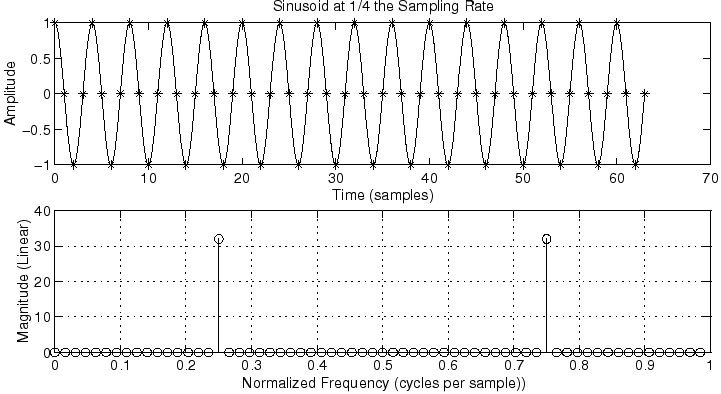 Sinusoid at 1/4 the Sampling Rate
1
0.5
0
−0.5
−1
Amplitude
0 10 20 30 40 50 60 70
Time (samples)
40
30
20
10
0
Magnitude (Linear)
0 0.1 0.2 0.3 0.4 0.5 0.6 0.7 0.8 0.9 1
Normalized Frequency (cycles per sample))